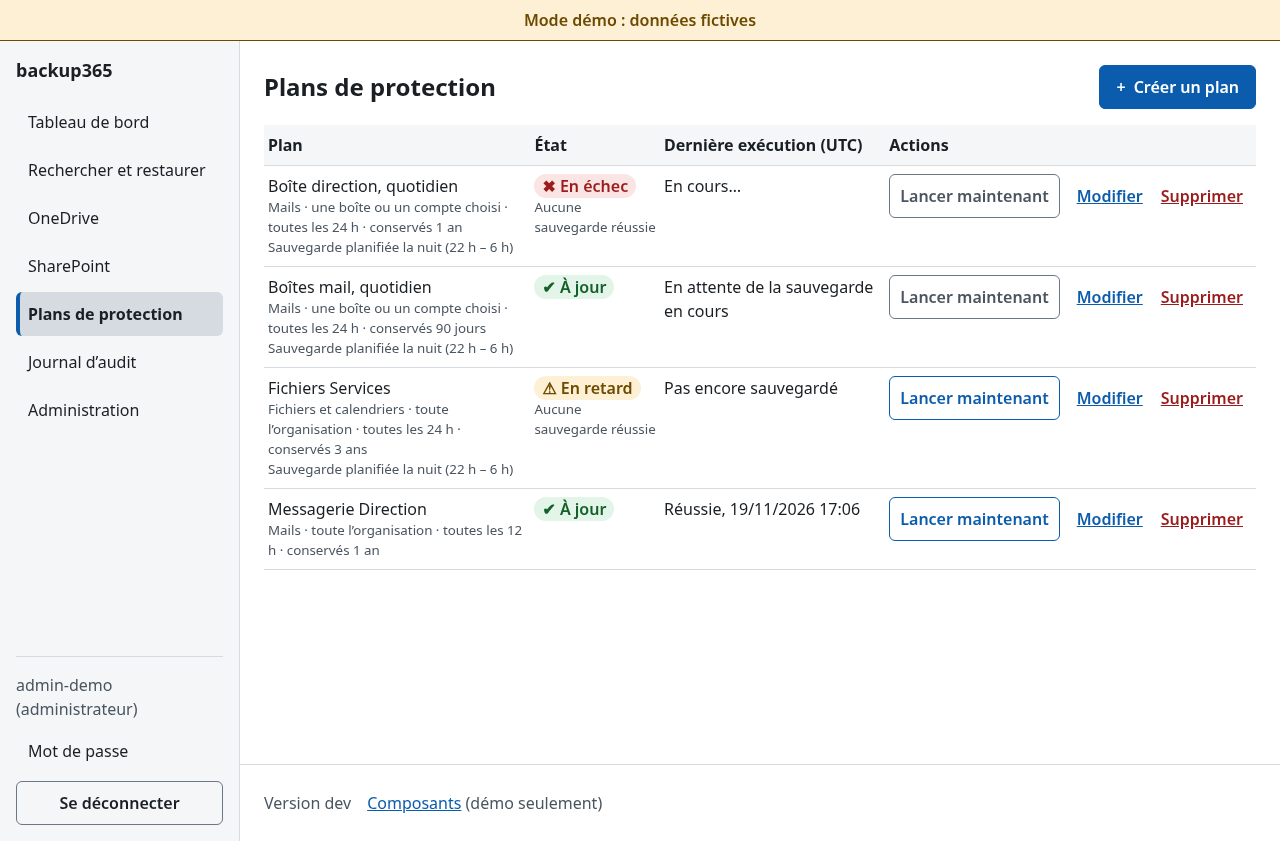 Mode démo : données fictives
backup365
Tableau de bord
Rechercher et restaurer
OneDrive
SharePoint
Plans de protection
Journal d’audit
Administration
admin-demo
(administrateur)
Mot de passe
Se déconnecter
Plans de protection
+ Créer un plan
Plan État Dernière exécution (UTC) Actions
Boîte direction, quotidien
Mails · une boîte ou un compte choisi ·
toutes les 24 h · conservés 1 an
Sauvegarde planifiée la nuit (22 h – 6 h)
✖ En échec
Aucune
sauvegarde réussie
En cours…
Lancer maintenant Modifier Supprimer
Boîtes mail, quotidien
Mails · une boîte ou un compte choisi ·
toutes les 24 h · conservés 90 jours
Sauvegarde planifiée la nuit (22 h – 6 h)
✔ À jour
En attente de la sauvegarde
en cours
Lancer maintenant Modifier Supprimer
Fichiers Services
Fichiers et calendriers · toute
l’organisation · toutes les 24 h ·
conservés 3 ans
Sauvegarde planifiée la nuit (22 h – 6 h)
⚠ En retard
Aucune
sauvegarde réussie
Pas encore sauvegardé
Lancer maintenant Modifier Supprimer
Messagerie Direction
Mails · toute l’organisation · toutes les 12
h · conservés 1 an
✔ À jour
Réussie, 19/11/2026 17:06
Lancer maintenant Modifier Supprimer
Version dev Composants (démo seulement)